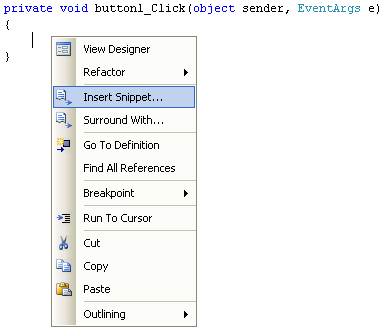 private void button1_Click(object sender, EventArgs e)
{
}
View Designer
Refactor
Insert Snippet...
Surround With...
Go To Definition
Find All References
Breakpoint
Run To Cursor
Cut
Copy
Paste
Outlining